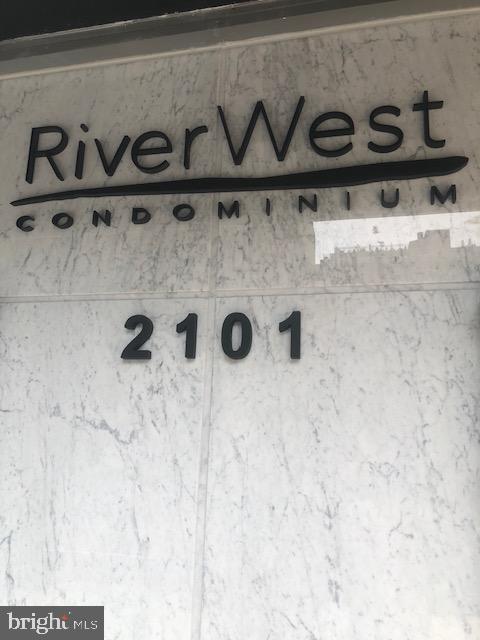 RiverWest
CONDOMINIUM
2101
bright MLS